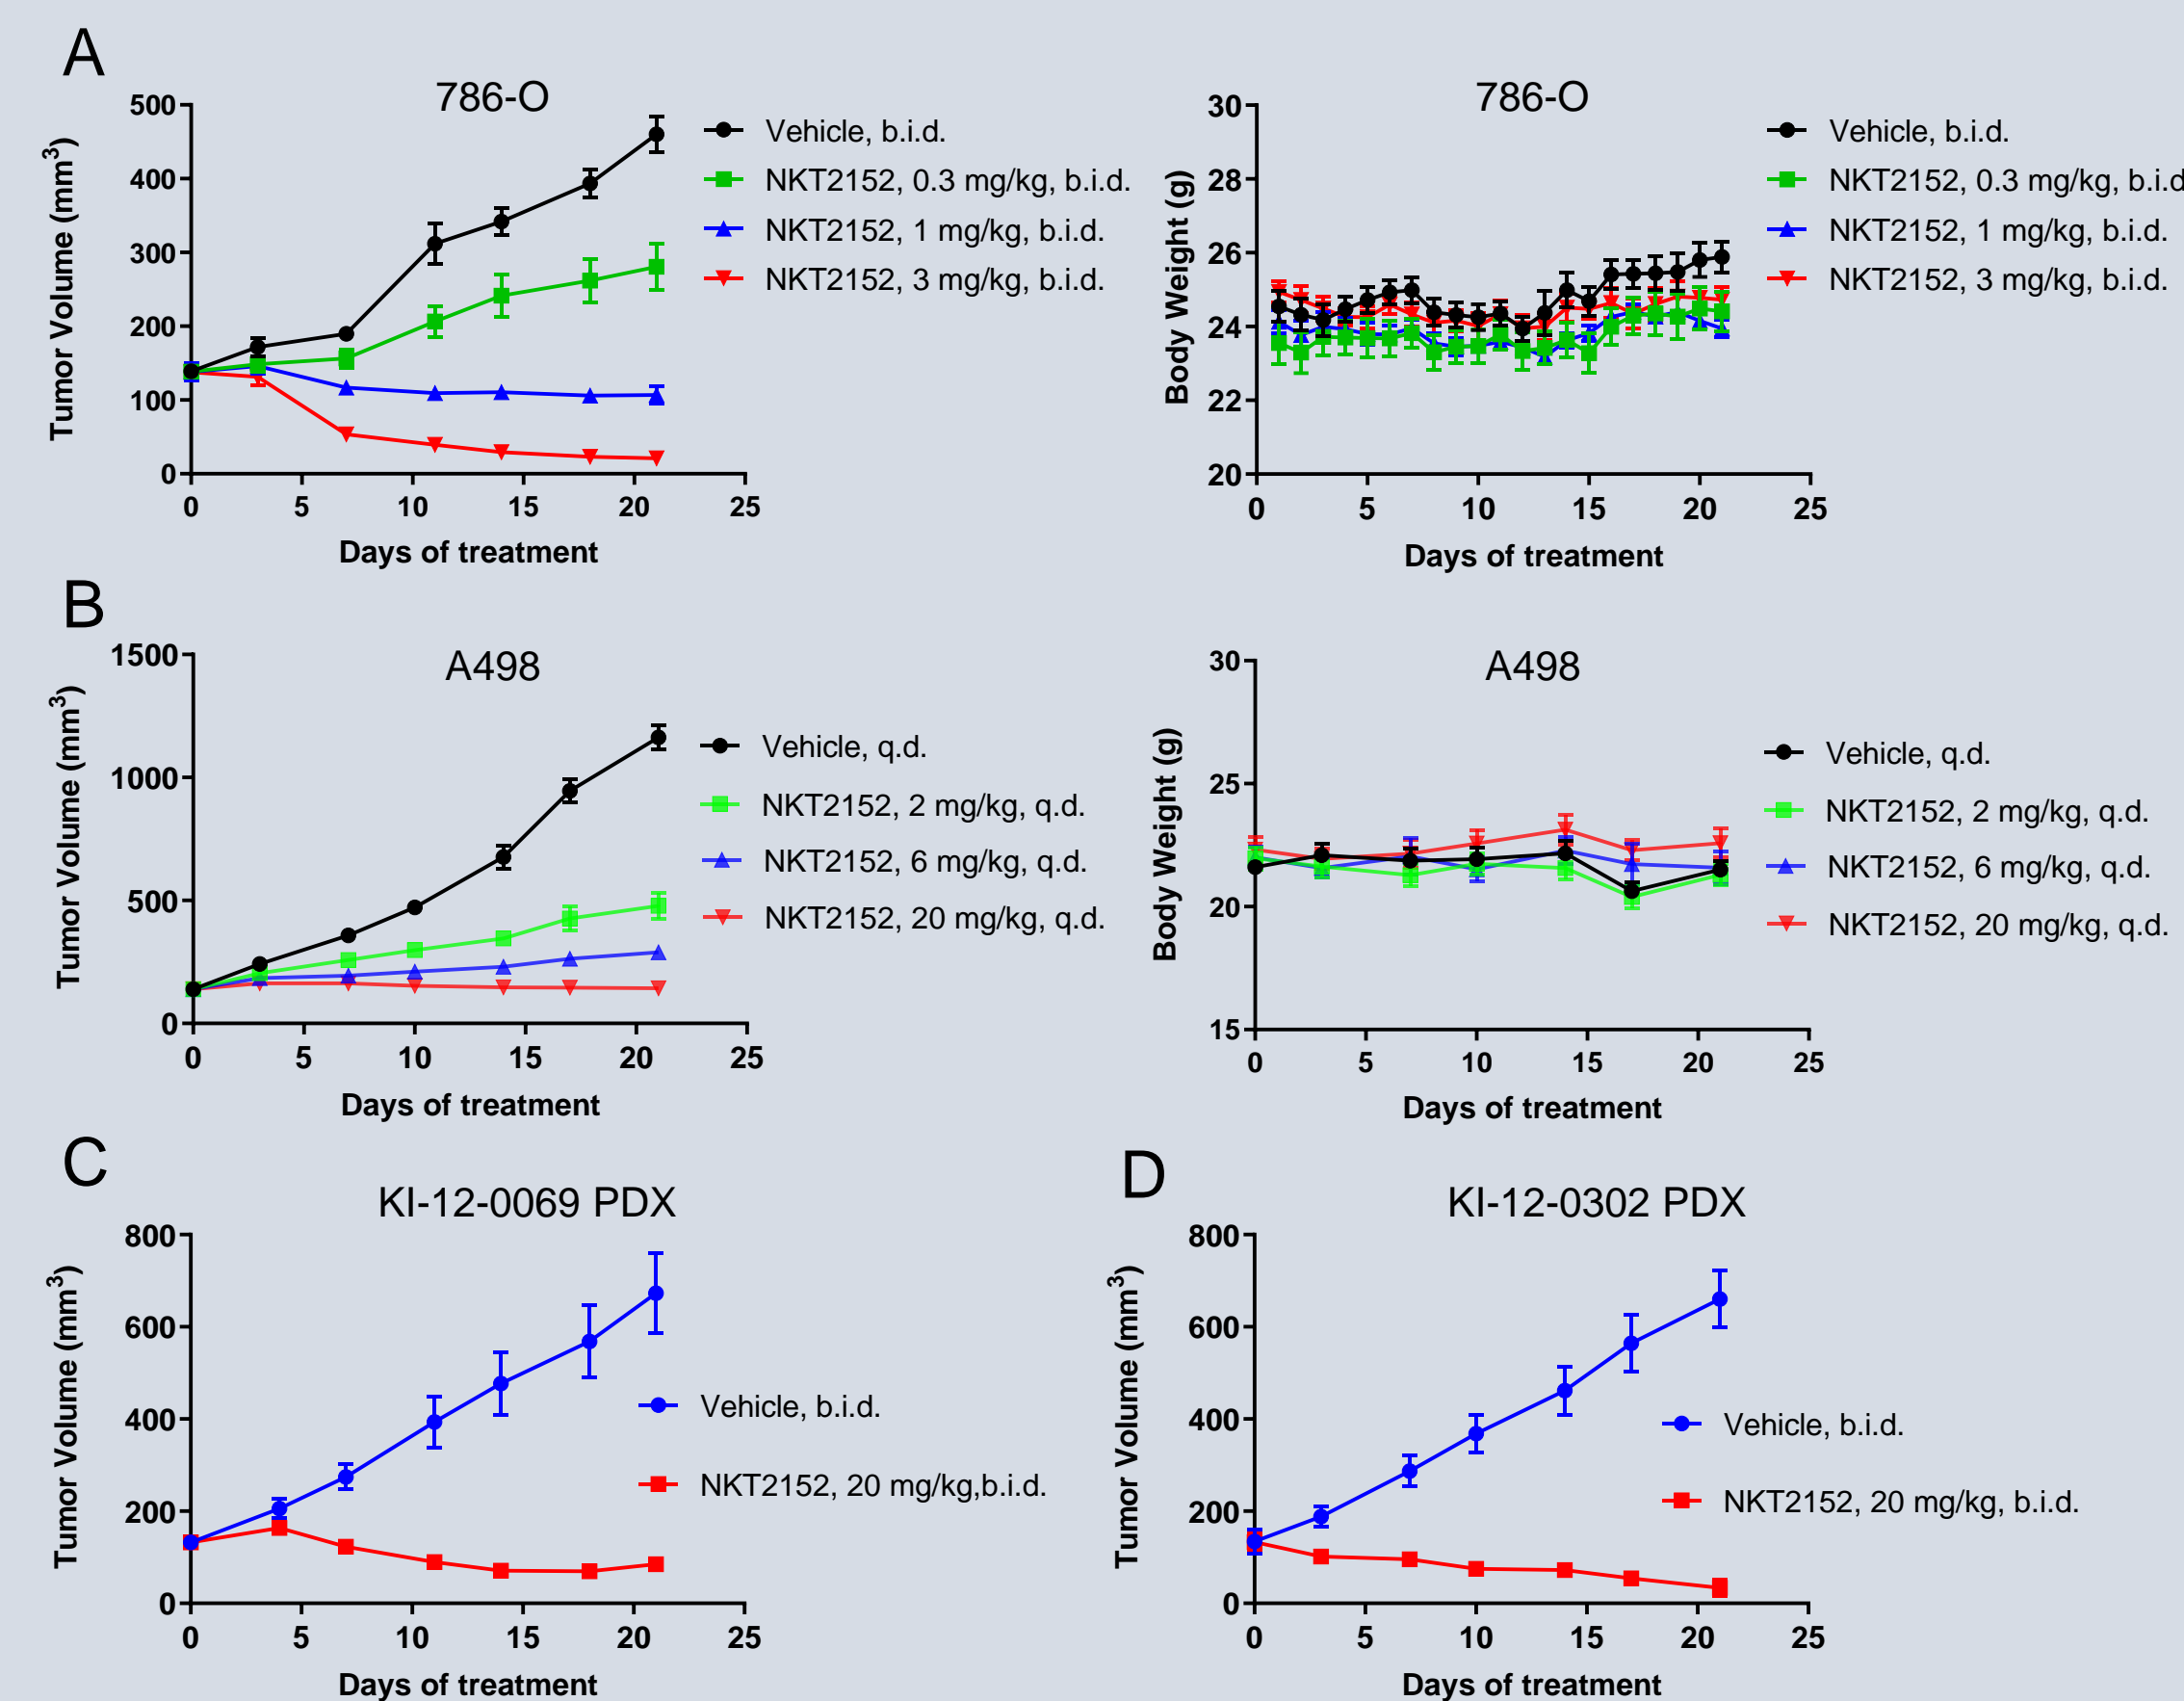 A
786-O
Tumor Volume (mm3)
500
400
300
200
100
0
0 5 10 15 20 25
Days of treatment
Vehicle, b.i.d.
NKT2152, 0.3 mg/kg, b.i.d.
NKT2152, 1 mg/kg, b.i.d.
NKT2152, 3 mg/kg, b.i.d.
786-O
Body Weight (g)
30
28
26
24
22
20
0 5 10 15 20 25
Days of treatment
Vehicle, b.i.d.
NKT2152, 0.3 mg/kg, b.i.d
NKT2152, 1 mg/kg, b.i.d.
NKT2152, 3 mg/kg, b.i.d.
B
A498
Tumor Volume (mm3)
1500
1000
500
0
0 5 10 15 20 25
Days of treatment
Vehicle, q.d.
NKT2152, 2 mg/kg, q.d.
NKT2152, 6 mg/kg, q.d.
NKT2152, 20 mg/kg, q.d.
A498
Body Weight (g)
30
25
20
15
0 5 10 15 20 25
Days of treatment
Vehicle, q.d.
NKT2152, 2 mg/kg, q.d.
NKT2152, 6 mg/kg, q.d.
NKT2152, 20 mg/kg, q.d.
C
KI-12-0069 PDX
Tumor Volume (mm3)
800
600
400
200
0
0 5 10 15 20 25
Days of treatment
Vehicle, b.i.d.
NKT2152, 20 mg/kg,b.i.d.
D
KI-12-0302 PDX
Tumor Volume (mm3)
800
600
400
200
0
0 5 10 15 20 25
Days of treatment
Vehicle, b.i.d.
NKT2152, 20 mg/kg, b.i.d.